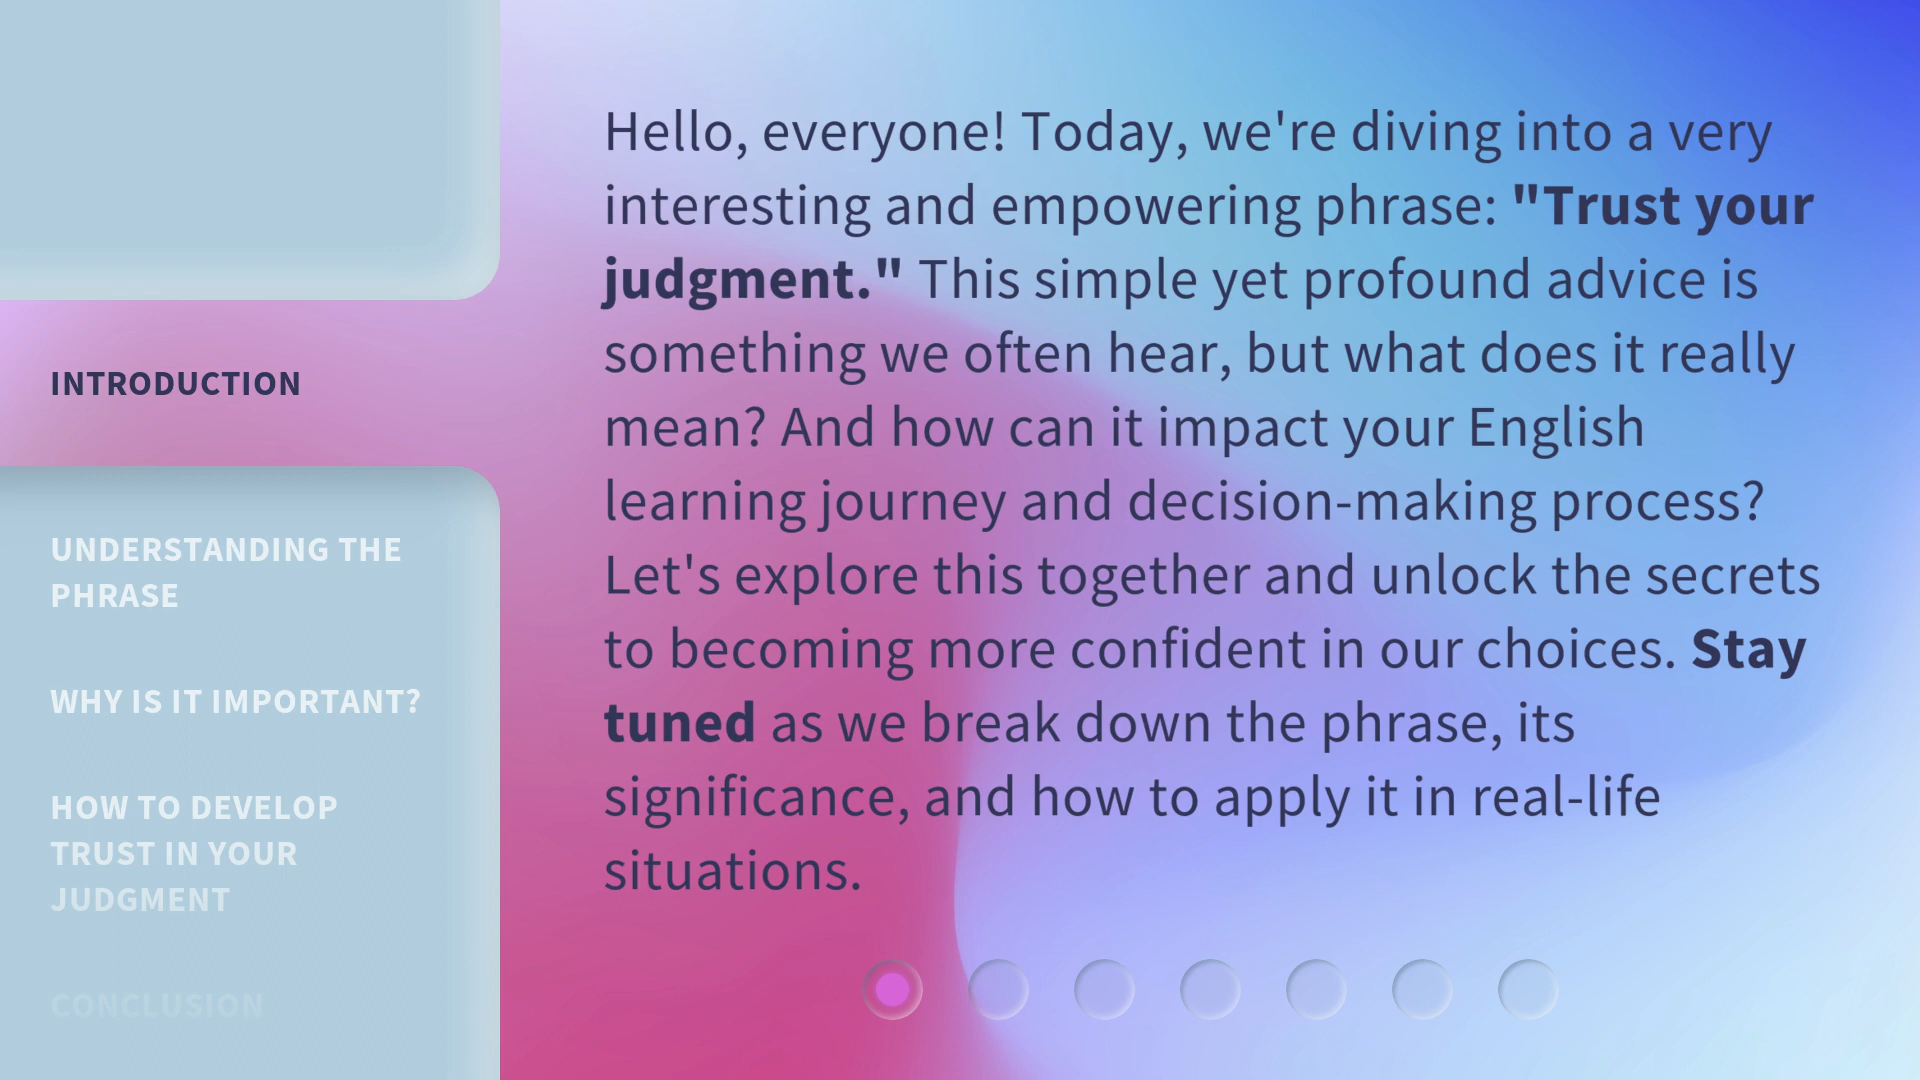 INTRODUCTION
UNDERSTANDING THE
PHRASE
WHY IS IT IMPORTANT?
HOW TO DEVELOP
TRUST IN YOUR
JUDGMENT
CONCLUSION
Hello, everyone! Today, we're diving into a very
interesting and empowering phrase: "Trust your
judgment." This simple yet profound advice is
something we often hear, but what does it really
mean? And how can it impact your English
learning journey and decision-making process?
Let's explore this together and unlock the secrets
to becoming more confident in our choices. Stay
tuned as we break down the phrase, its
significance, and how to apply it in real-life
situations.